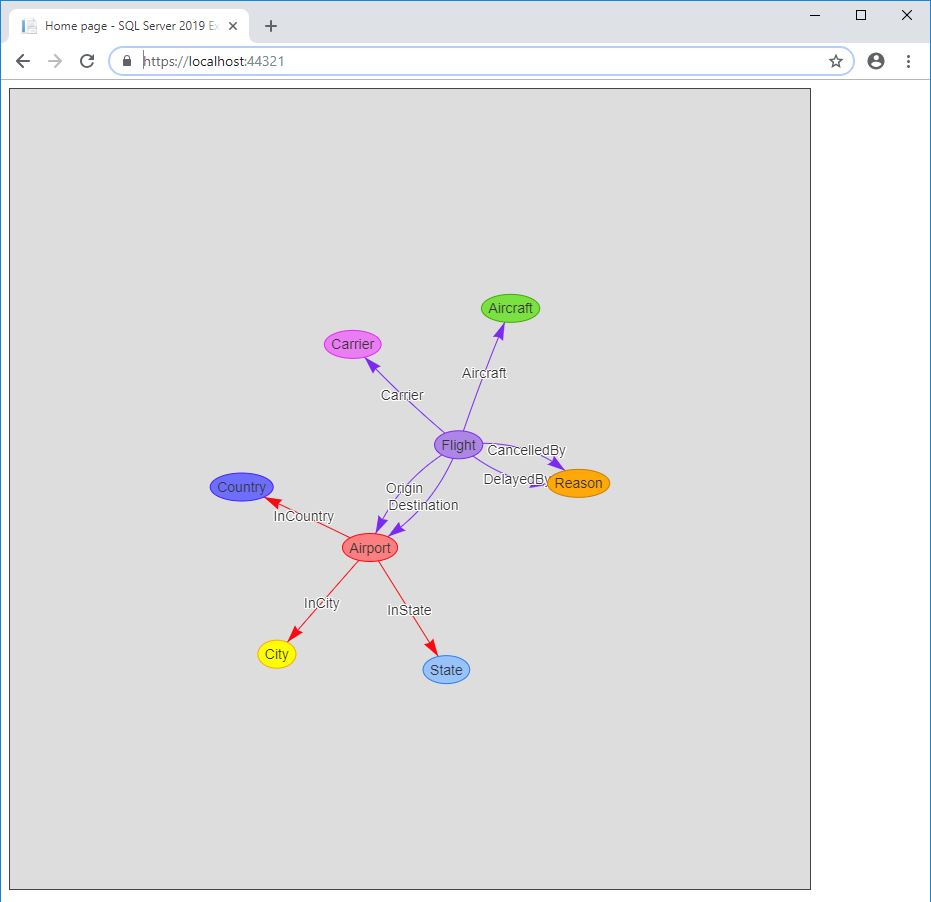 Home page - SQL Server 2019 Ex
https://localhost:44321
Aircraft
Carrier
Aircraft
Carrier
Flight
CancelledBy
DelayedBy
Reason
Country
Origin
Destination
InCountry
Airport
InCity
InState
City
State